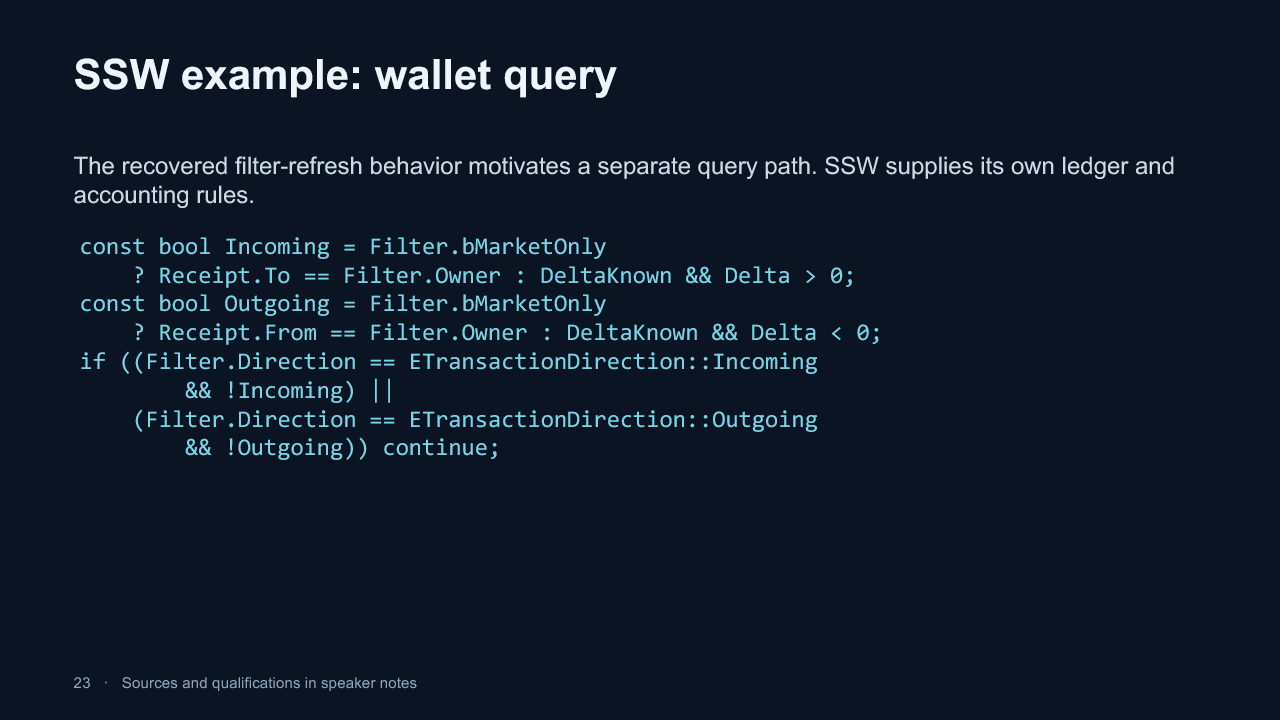 SSW example: wallet query
The recovered filter-refresh behavior motivates a separate query path. SSW supplies its own ledger and
accounting rules.
const bool Incoming = Filter.bMarketOnly
    ? Receipt.To == Filter.Owner : DeltaKnown && Delta > 0;
const bool Outgoing = Filter.bMarketOnly
    ? Receipt.From == Filter.Owner : DeltaKnown && Delta < 0;
if ((Filter.Direction == ETransactionDirection::Incoming
        && !Incoming) ||
    (Filter.Direction == ETransactionDirection::Outgoing
        && !Outgoing)) continue;
23 · Sources and qualifications in speaker notes